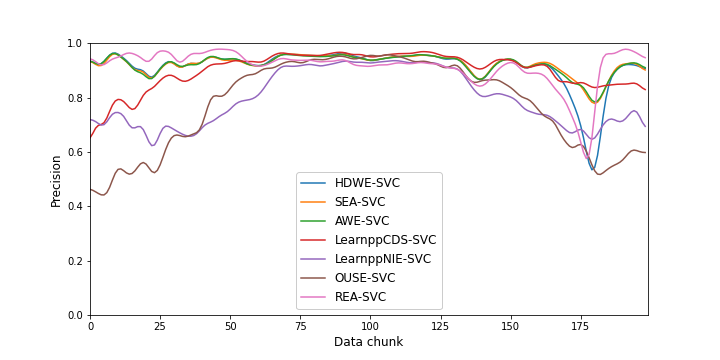 1.0
0.8
0.6
0.4
0.2
0.0
Precision
HDWE-SVC
SEA-SVC
AWE-SVC
LearnppCDS-SVC
LearnppNIE-SVC
OUSE-SVC
REA-SVC
0 25 50 75 100 125 150 175
Data chunk